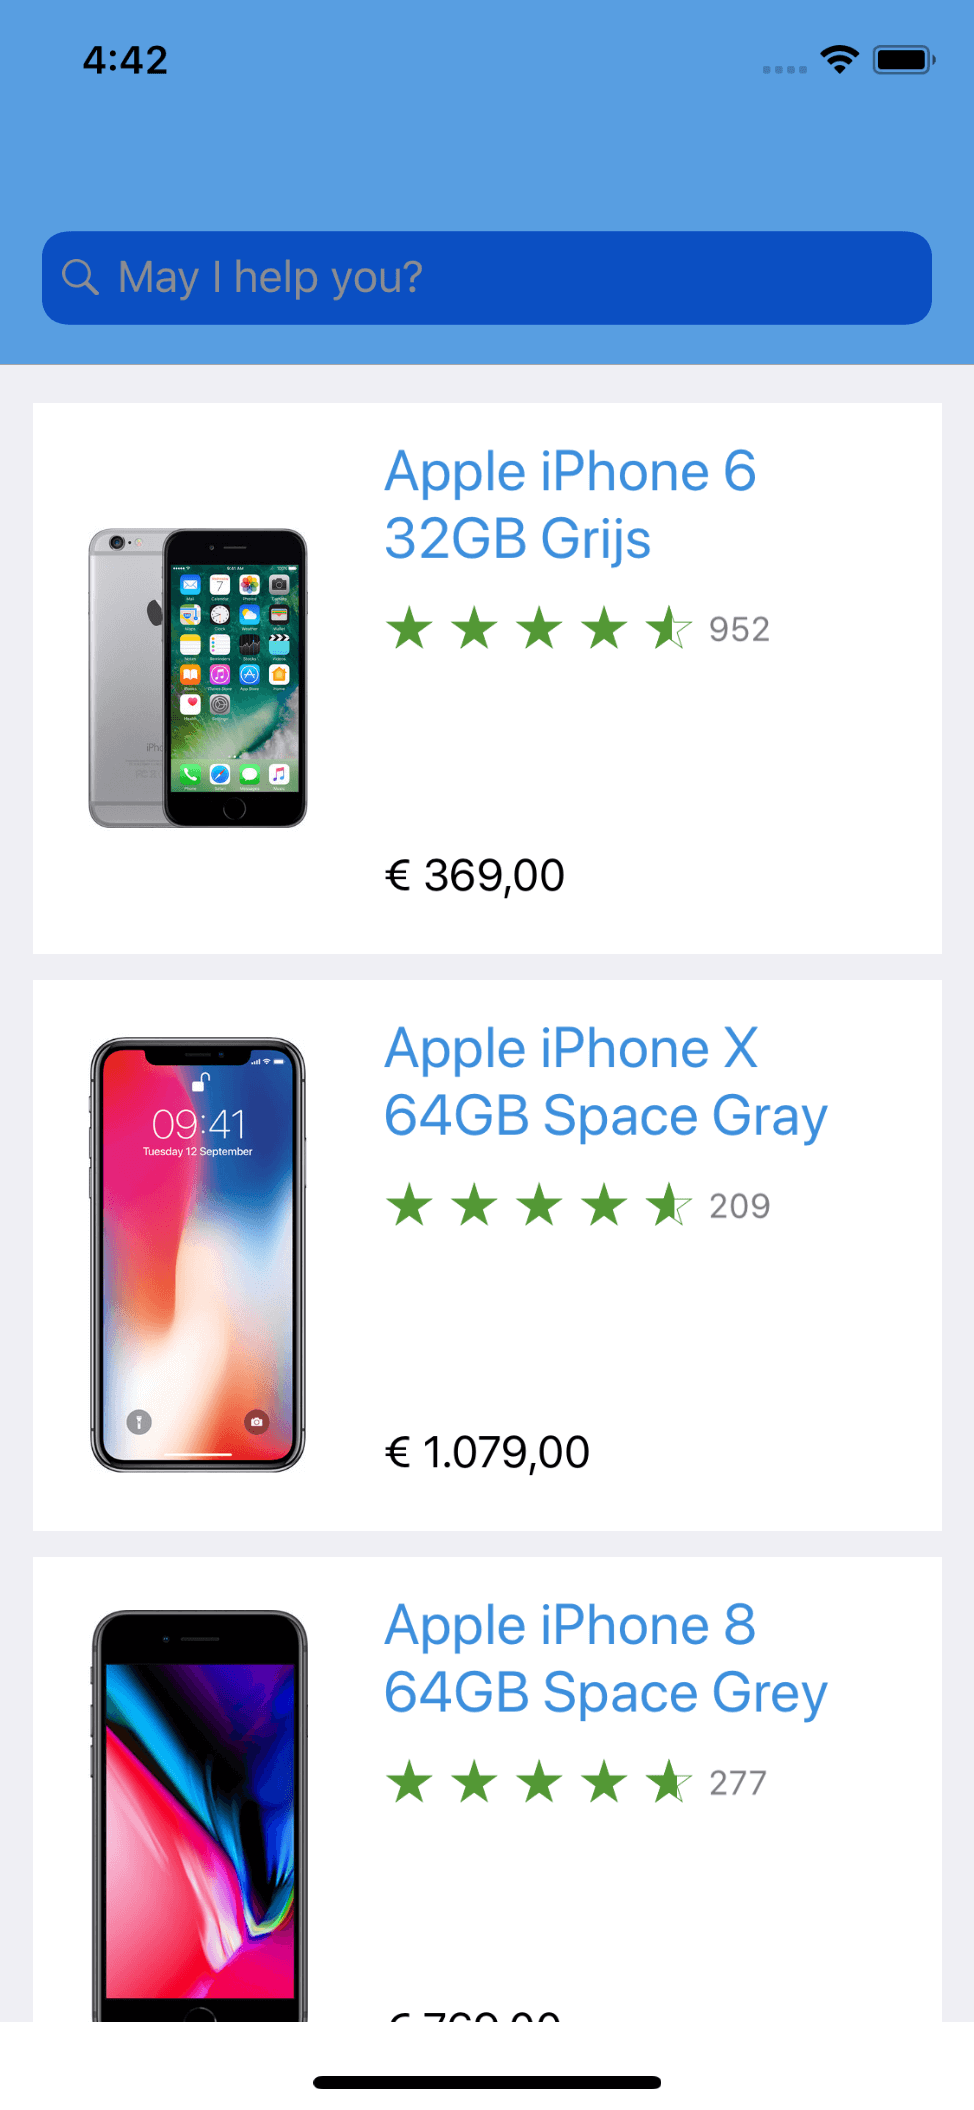 4:42
May I help you?
Apple iPhone 6
32GB Grijs
952
€ 369,00
Apple iPhone X
64GB Space Gray
09:41
Tuesday 12 September
209
€ 1.079,00
Apple iPhone 8
64GB Space Grey
277